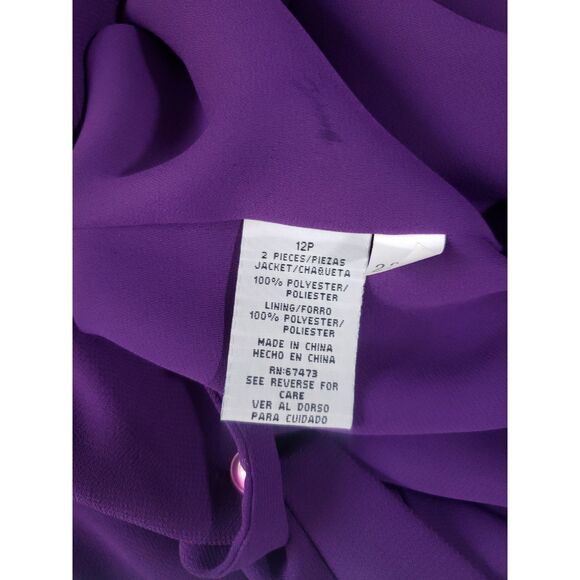 12P
2 PIECES/PIEZAS
JACKET/CHAQUETA
100% POLYESTER/
POLIESTER
LINING/FORRO
100% POLYESTER/
POLIESTER
MADE IN CHINA
HECHO EN CHINA
RN:67473
SEE REVERSE FOR
CARE
VER AL DORSO
PARA CUIDADO